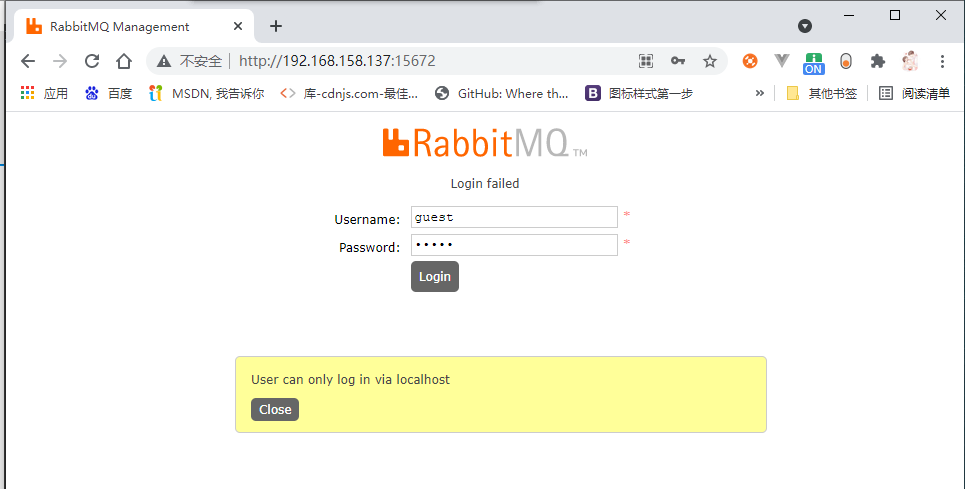 RabbitMQ Management
不安全 http://192.168.158.137:15672
ON
应用 百度 MSDN, 我告诉你 库-cdnjs.com-最佳... GitHub: Where th... B 图标样式第一步 » 其他书签 阅读清单
RabbitMQ TM
Login failed
Username: guest *
Password: ••••• *
Login
User can only log in via localhost
Close